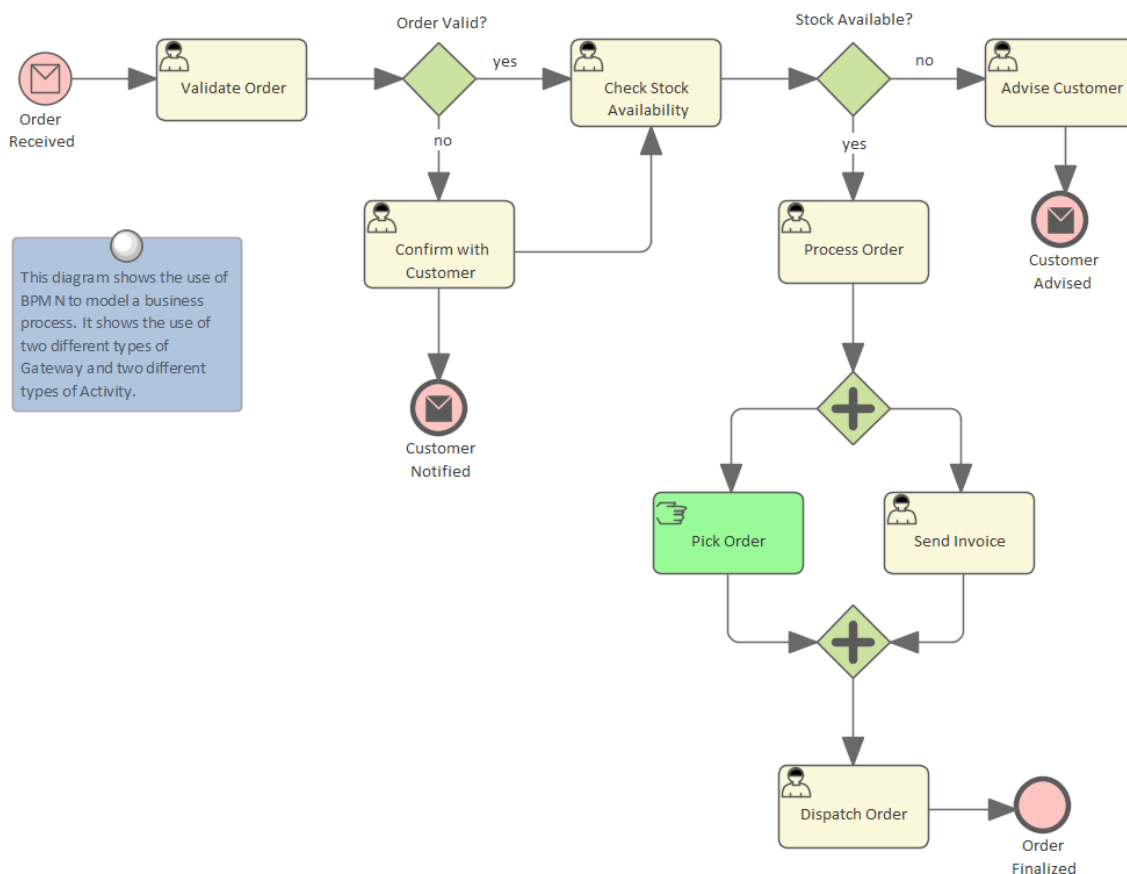 Order Valid?
Stock Available?
Validate Order
yes
Check Stock
Availability
no
Advise Customer
Order
Received
no
yes
Confirm with
Customer
Process Order
Customer
Advised
This diagram shows the use of
BPMN to model a business
process. It shows the use of
two different types of
Gateway and two different
types of Activity.
Customer
Notified
Pick Order
Send Invoice
Dispatch Order
Order
Finalized